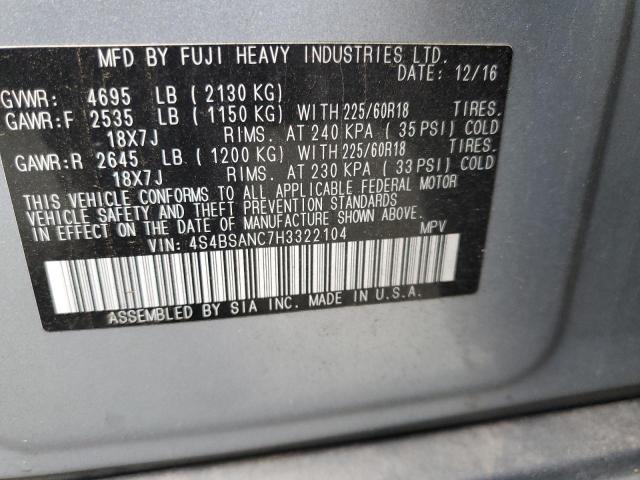 MFD BY FUJI HEAVY INDUSTRIES LTD.
DATE: 12/16
GVWR: 4695 LB ( 2130 KG)
GAWR:F 2535 LB ( 1150 KG) WITH 225/60R18 TIRES.
18X7J RIMS. AT 240 KPA ( 35 PSI) COLD
GAWR:R 2645 LB ( 1200 KG) WITH 225/60R18 TIRES.
18X7J RIMS. AT 230 KPA ( 33 PSI) COLD
THIS VEHICLE CONFORMS TO ALL APPLICABLE FEDERAL MOTOR
VEHICLE SAFETY AND THEFT PREVENTION STANDARDS
IN EFFECT ON THE DATE OF MANUFACTURE SHOWN ABOVE.
VIN: 4S4BSANC7H3322104 MPV
ASSEMBLED BY SIA INC. MADE IN U.S.A.